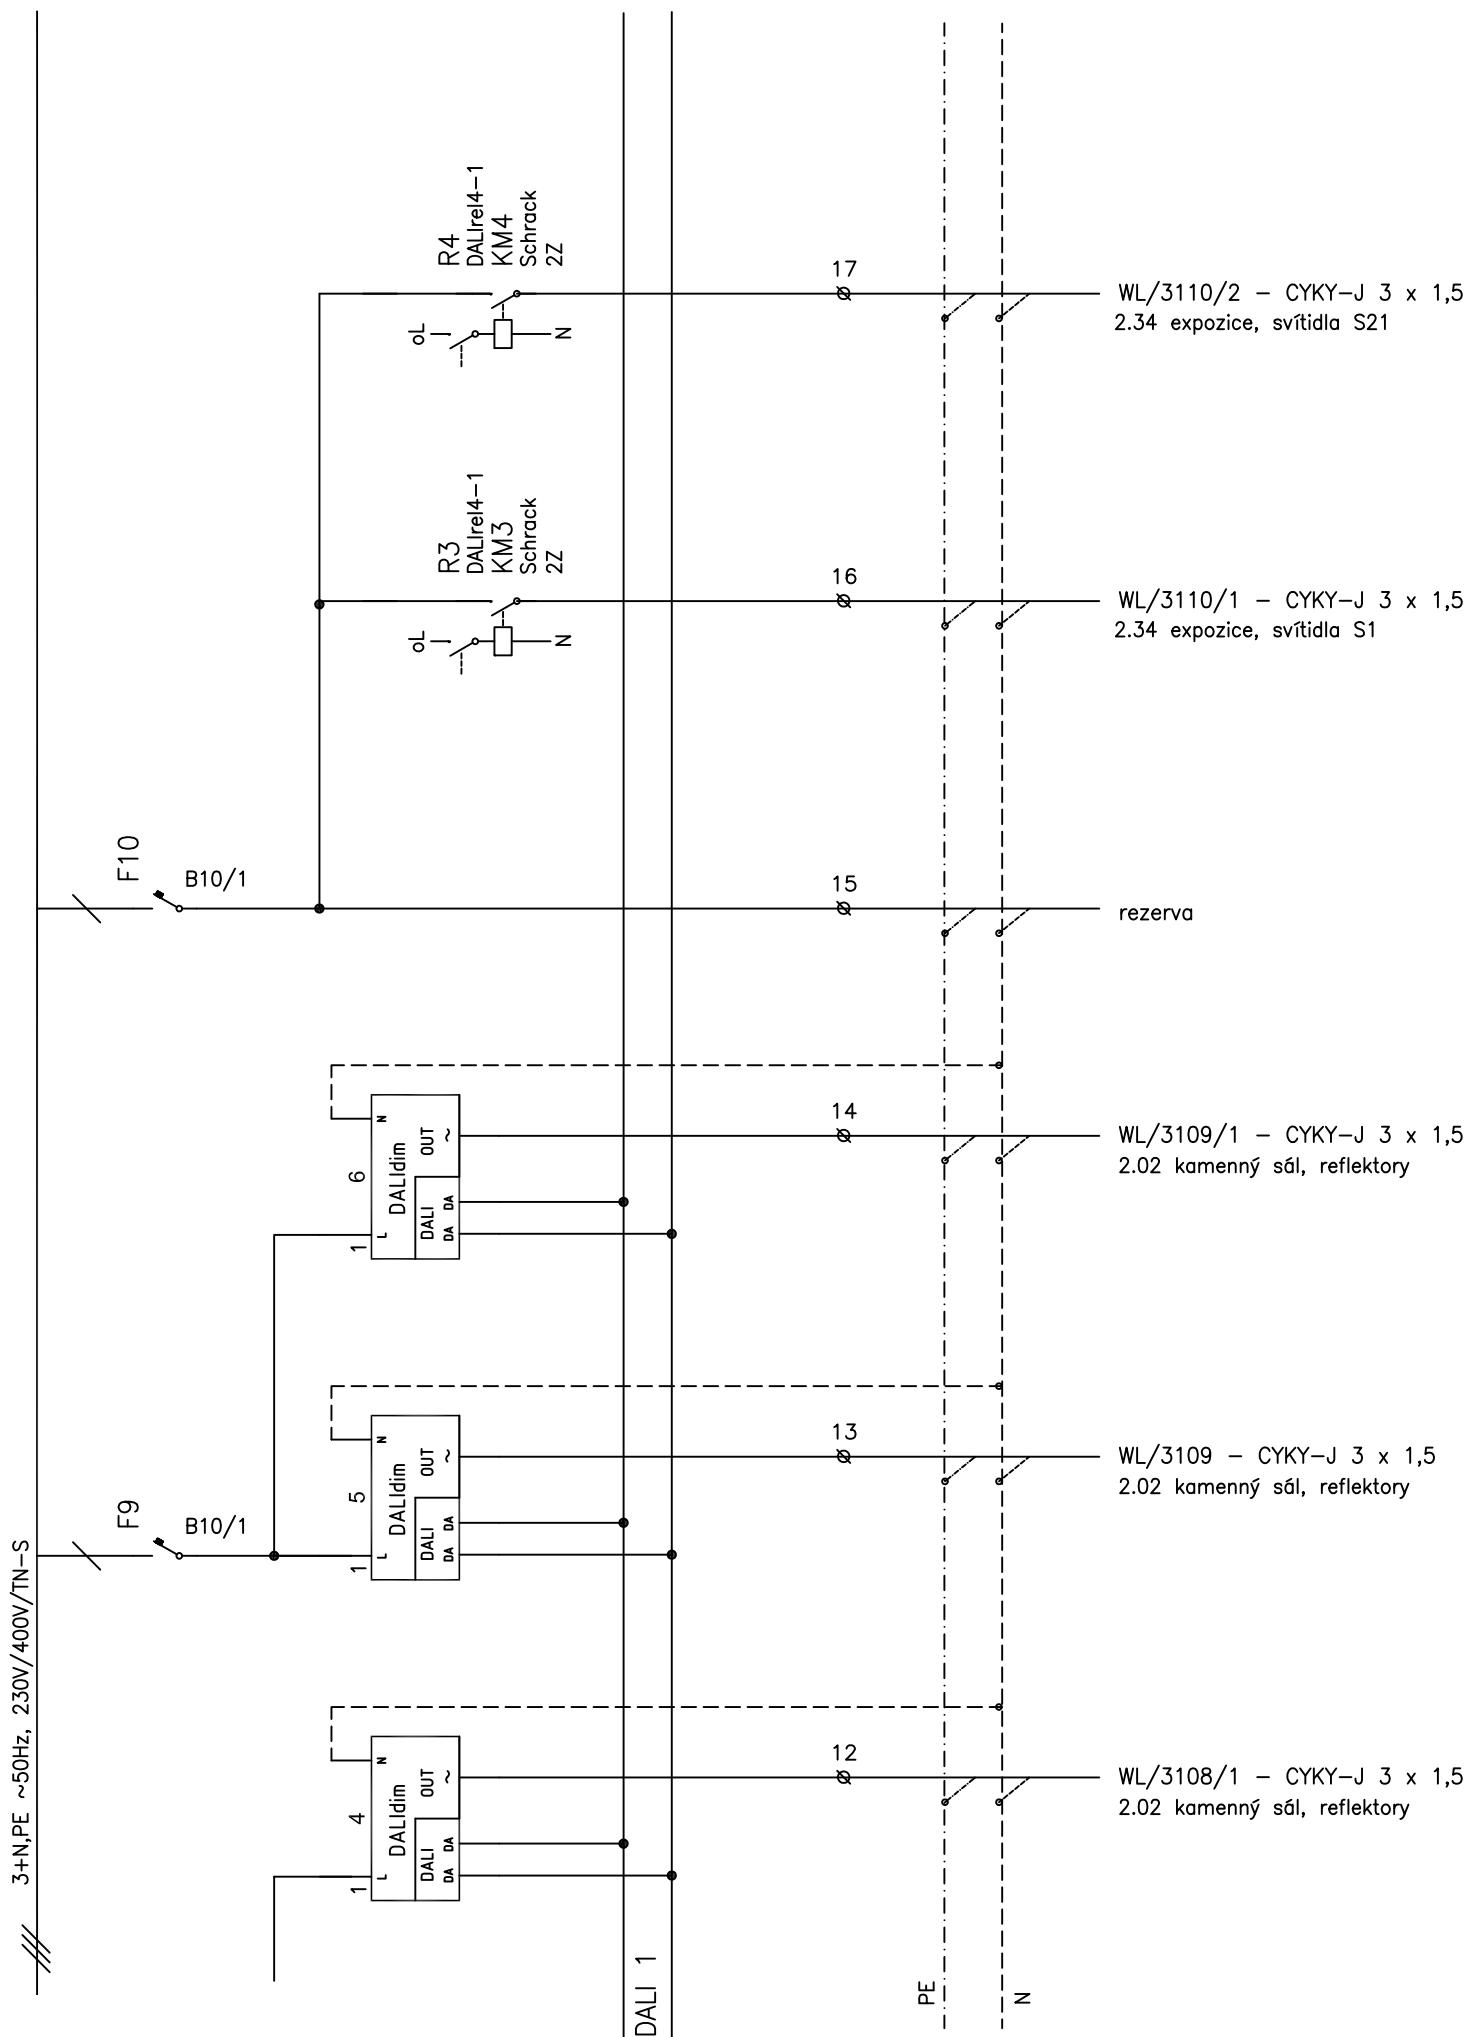 R4
DALIrel4-1
KM4
Schrack
2Z
oL
N
17
WL/3110/2 - CYKY-J 3 x 1,5
2.34 expozice, svítidla S21
R3
DALIrel4-1
KM3
Schrack
2Z
oL
N
16
WL/3110/1 - CYKY-J 3 x 1,5
2.34 expozice, svítidla S1
F10
B10/1
15
rezerva
6
DALIdim
N
OUT
~
DALI
DA
DA
L
1
14
WL/3109/1 - CYKY-J 3 x 1,5
2.02 kamenný sál, reflektory
5
DALIdim
N
OUT
~
DALI
DA
DA
L
1
13
WL/3109 - CYKY-J 3 x 1,5
2.02 kamenný sál, reflektory
F9
B10/1
3+N,PE ~50Hz, 230V/400V/TN-S
4
DALIdim
N
OUT
~
DALI
DA
DA
L
1
12
WL/3108/1 - CYKY-J 3 x 1,5
2.02 kamenný sál, reflektory
DALI 1
PE
N